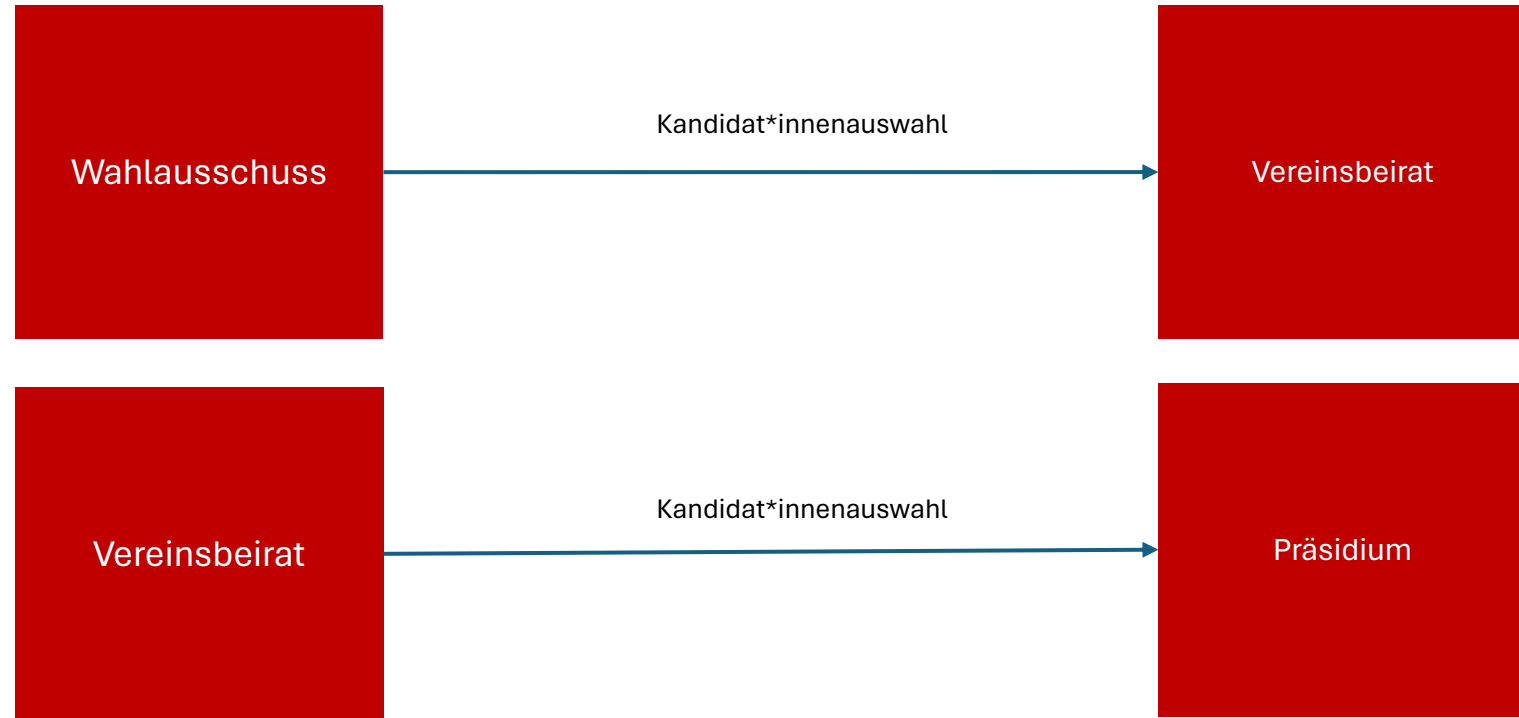 Kandidat*innenauswahl
Wahlausschuss
Vereinsbeirat
Kandidat*innenauswahl
Vereinsbeirat
Präsidium